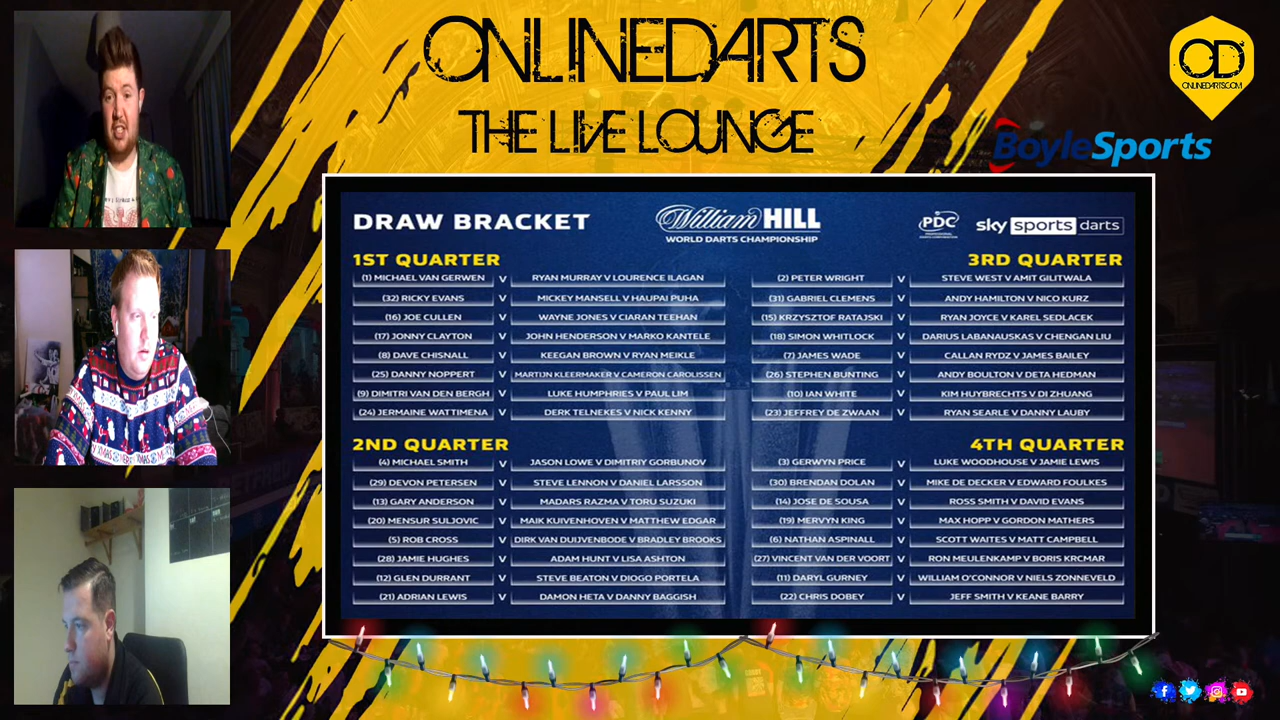 ONLINEDARTS
THE LIVE LOUNGE
OD
ONLINEDARTS.COM
BoyleSports
DRAW BRACKET
William HILL
WORLD DARTS CHAMPIONSHIP
PDC
sky sports darts
1ST QUARTER
(1) MICHAEL VAN GERWEN V RYAN MURRAY V LOURENCE ILAGAN
(32) RICKY EVANS V MICKEY MANSELL V HAUPAI PUHA
(16) JOE CULLEN V WAYNE JONES V CIARAN TEEHAN
(17) JONNY CLAYTON V JOHN HENDERSON V MARKO KANTELE
(8) DAVE CHISNALL V KEEGAN BROWN V RYAN MEIKLE
(25) DANNY NOPPERT V MARTIJN KLEERMAKER V CAMERON CAROLISSEN
(9) DIMITRI VAN DEN BERGH V LUKE HUMPHRIES V PAUL LIM
(24) JERMAINE WATTIMENA V DERK TELNEKES V NICK KENNY
3RD QUARTER
(2) PETER WRIGHT V STEVE WEST V AMIT GILITWALA
(31) GABRIEL CLEMENS V ANDY HAMILTON V NICO KURZ
(15) KRZYSZTOF RATAJSKI V RYAN JOYCE V KAREL SEDLACEK
(18) SIMON WHITLOCK V DARIUS LABANAUSKAS V CHENGAN LIU
(7) JAMES WADE V CALLAN RYDZ V JAMES BAILEY
(26) STEPHEN BUNTING V ANDY BOULTON V DETA HEDMAN
(10) IAN WHITE V KIM HUYBRECHTS V DI ZHUANG
(23) JEFFREY DE ZWAAN V RYAN SEARLE V DANNY LAUBY
2ND QUARTER
(4) MICHAEL SMITH V JASON LOWE V DIMITRIY GORBUNOV
(29) DEVON PETERSEN V STEVE LENNON V DANIEL LARSSON
(13) GARY ANDERSON V MADARS RAZMA V TORU SUZUKI
(20) MENSUR SULJOVIC V MAIK KUIVENHOVEN V MATTHEW EDGAR
(5) ROB CROSS V DIRK VAN DUIJVENBODE V BRADLEY BROOKS
(28) JAMIE HUGHES V ADAM HUNT V LISA ASHTON
(12) GLEN DURRANT V STEVE BEATON V DIOGO PORTELA
(21) ADRIAN LEWIS V DAMON HETA V DANNY BAGGISH
4TH QUARTER
(3) GERWYN PRICE V LUKE WOODHOUSE V JAMIE LEWIS
(30) BRENDAN DOLAN V MIKE DE DECKER V EDWARD FOULKES
(14) JOSE DE SOUSA V ROSS SMITH V DAVID EVANS
(19) MERVYN KING V MAX HOPP V GORDON MATHERS
(6) NATHAN ASPINALL V SCOTT WAITES V MATT CAMPBELL
(27) VINCENT VAN DER VOORT V RON MEULENKAMP V BORIS KRCMAR
(11) DARYL GURNEY V WILLIAM O'CONNOR V NIELS ZONNEVELD
(22) CHRIS DOBEY V JEFF SMITH V KEANE BARRY